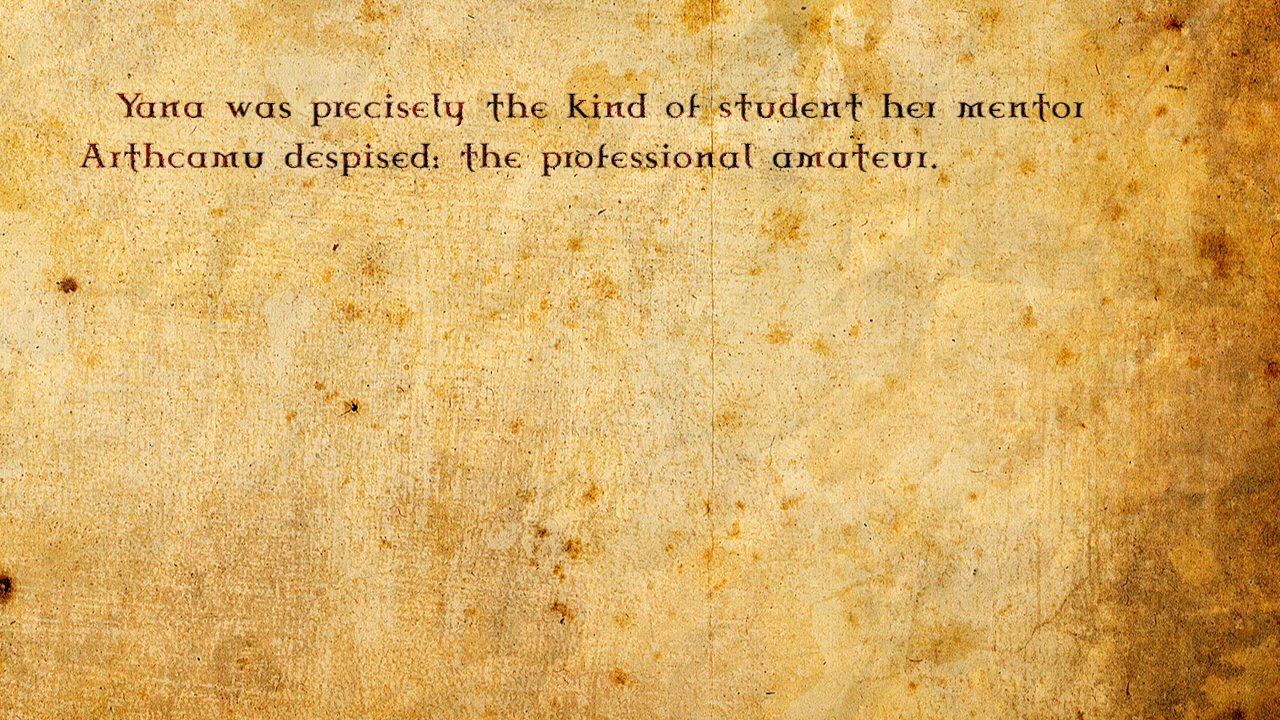 Yana was precisely the kind of student her mentor
Arthcamu despised: the professional amateur.